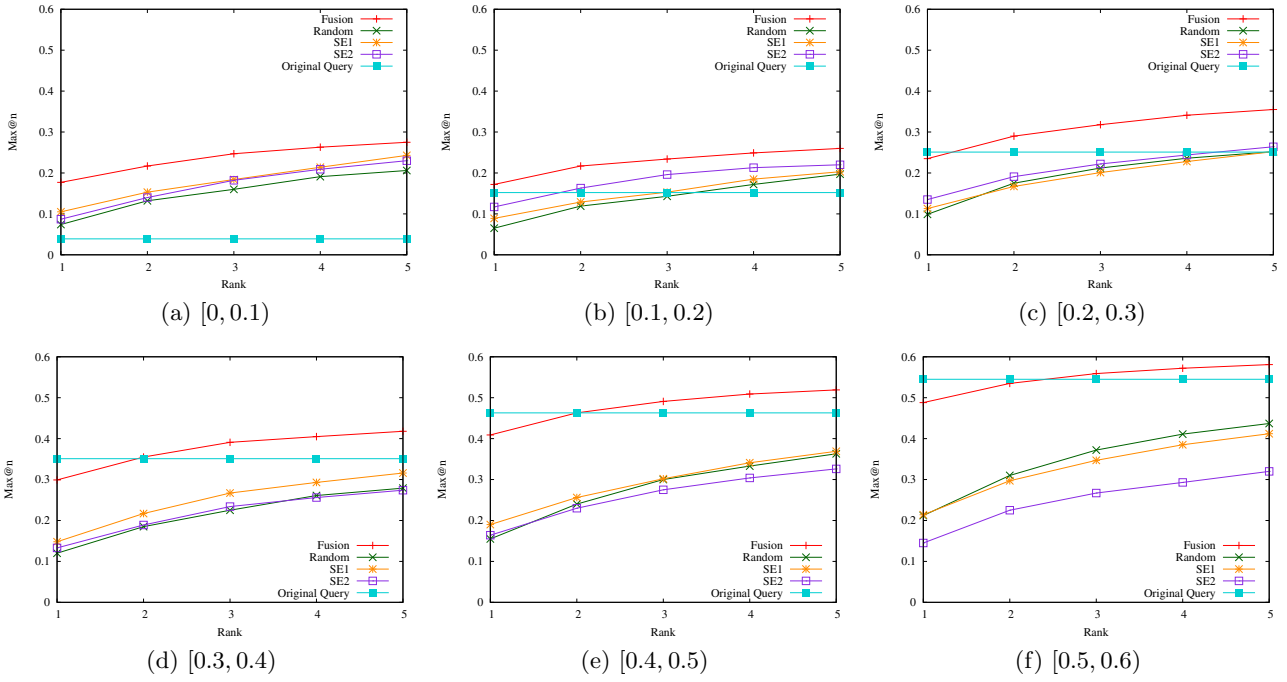 Max@n
0.6
0.5
0.4
0.3
0.2
0.1
0
1 2 3 4 5
Rank
Fusion
Random
SE1
SE2
Original Query
(a) [0, 0.1)
Max@n
0.6
0.5
0.4
0.3
0.2
0.1
0
1 2 3 4 5
Rank
Fusion
Random
SE1
SE2
Original Query
(b) [0.1, 0.2)
Max@n
0.6
0.5
0.4
0.3
0.2
0.1
0
1 2 3 4 5
Rank
Fusion
Random
SE1
SE2
Original Query
(c) [0.2, 0.3)
Max@n
0.6
0.5
0.4
0.3
0.2
0.1
0
1 2 3 4 5
Rank
Fusion
Random
SE1
SE2
Original Query
(d) [0.3, 0.4)
Max@n
0.6
0.5
0.4
0.3
0.2
0.1
0
1 2 3 4 5
Rank
Fusion
Random
SE1
SE2
Original Query
(e) [0.4, 0.5)
Max@n
0.6
0.5
0.4
0.3
0.2
0.1
0
1 2 3 4 5
Rank
Fusion
Random
SE1
SE2
Original Query
(f) [0.5, 0.6)